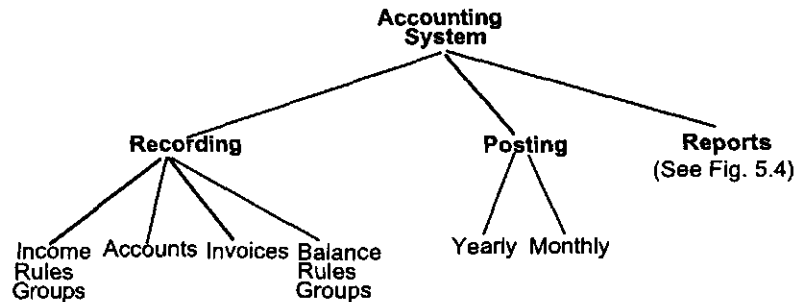 Accounting
System
Recording
Posting
Reports
(See Fig. 5.4)
Income
Rules
Groups
Accounts
Invoices
Balance
Rules
Groups
Yearly
Monthly